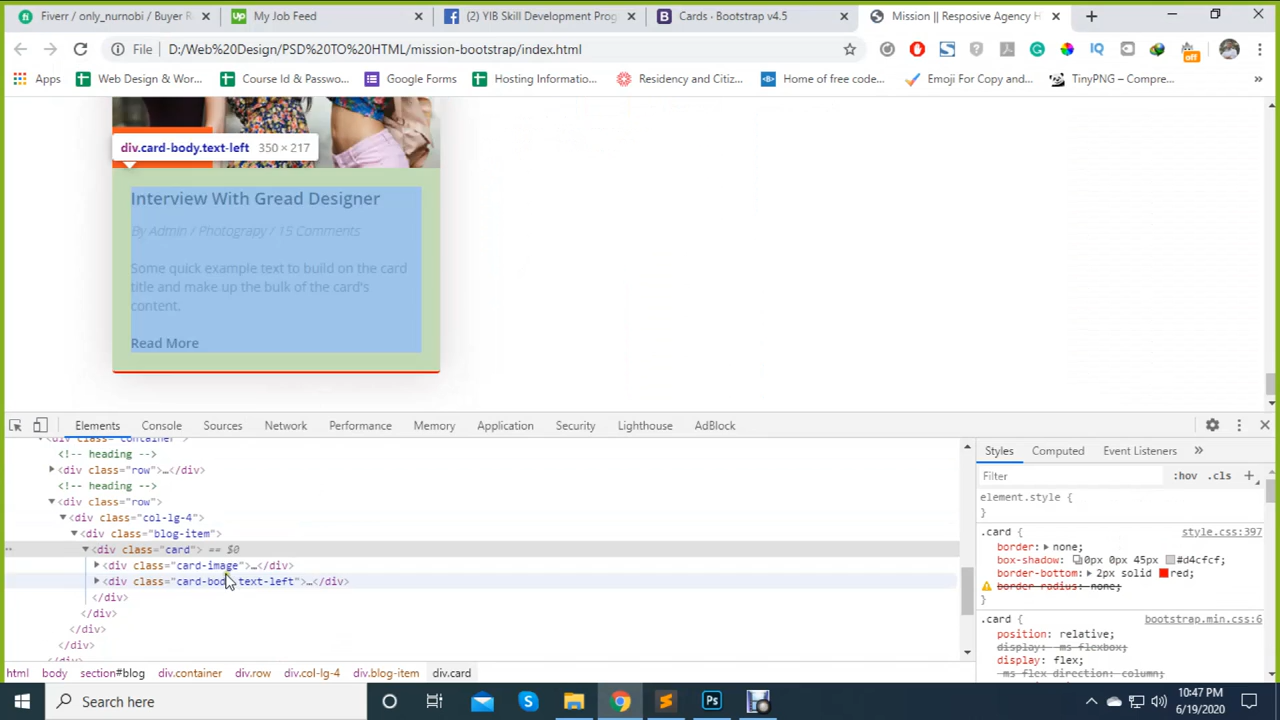 Fiverr / only_nurnobi / Buyer R
My Job Feed
(2) YIB Skill Development Prog
Cards · Bootstrap v4.5
Mission || Resposive Agency H
File D:/Web%20Design/PSD%20TO%20HTML/mission-bootstrap/index.html
Apps Web Design & Wor... Course Id & Passwo... Google Forms Hosting Informatio... Residency and Citiz... Home of free code... Emoji For Copy and... TinyPNG – Compre... »
div.card-body.text-left 350 × 217
Interview With Gread Designer
By Admin / Photograpy / 15 Comments
Some quick example text to build on the card
title and make up the bulk of the card's
content.
Read More
Elements Console Sources Network Performance Memory Application Security Lighthouse AdBlock
<div class="container">
<!-- heading -->
<div class="row">…</div>
<!-- heading -->
<div class="row">
<div class="col-lg-4">
<div class="blog-item">
<div class="card"> == $0
<div class="card-image">…</div>
<div class="card-body text-left">…</div>
</div>
</div>
</div>
</div>
html body section#blog div.container div.row div.col-lg-4 div.blog-item div.card
Styles Computed Event Listeners »
Filter :hov .cls +
element.style {
}
.card { style.css:397
border: none;
box-shadow: 0px 0px 45px #d4cfcf;
border-bottom: 2px solid red;
border-radius: none;
}
.card { bootstrap.min.css:6
position: relative;
display: -ms-flexbox;
display: flex;
-ms-flex-direction: column;
Search here
10:47 PM
6/19/2020